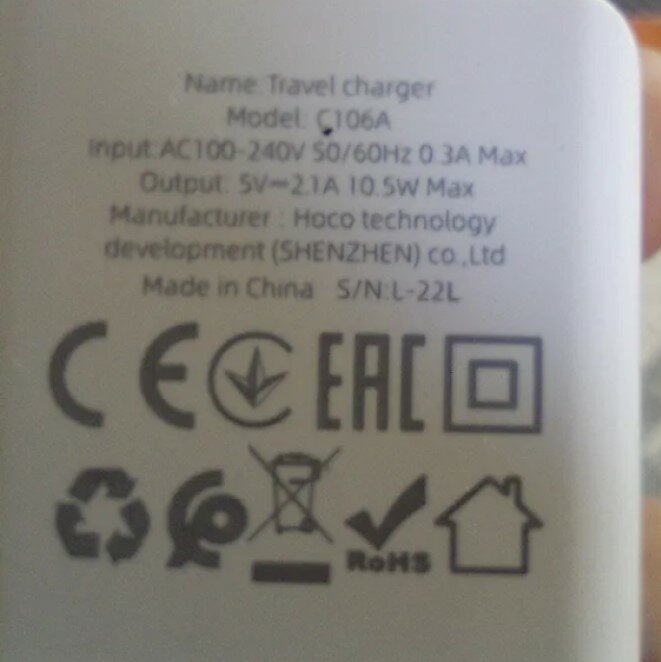 Name: Travel charger
Model: C106A
Input:AC100-240V 50/60Hz 0.3A Max
Output: 5V⎓2.1A 10.5W Max
Manufacturer : Hoco technology
development (SHENZHEN) co.,Ltd
Made in China S/N:L-22L
CE EAC
RoHS